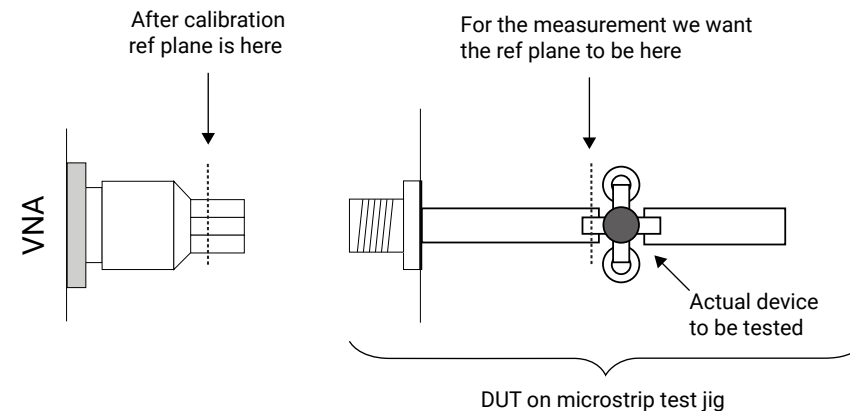 After calibration
ref plane is here
For the measurement we want
the ref plane to be here
VNA
Actual device
to be tested
DUT on microstrip test jig